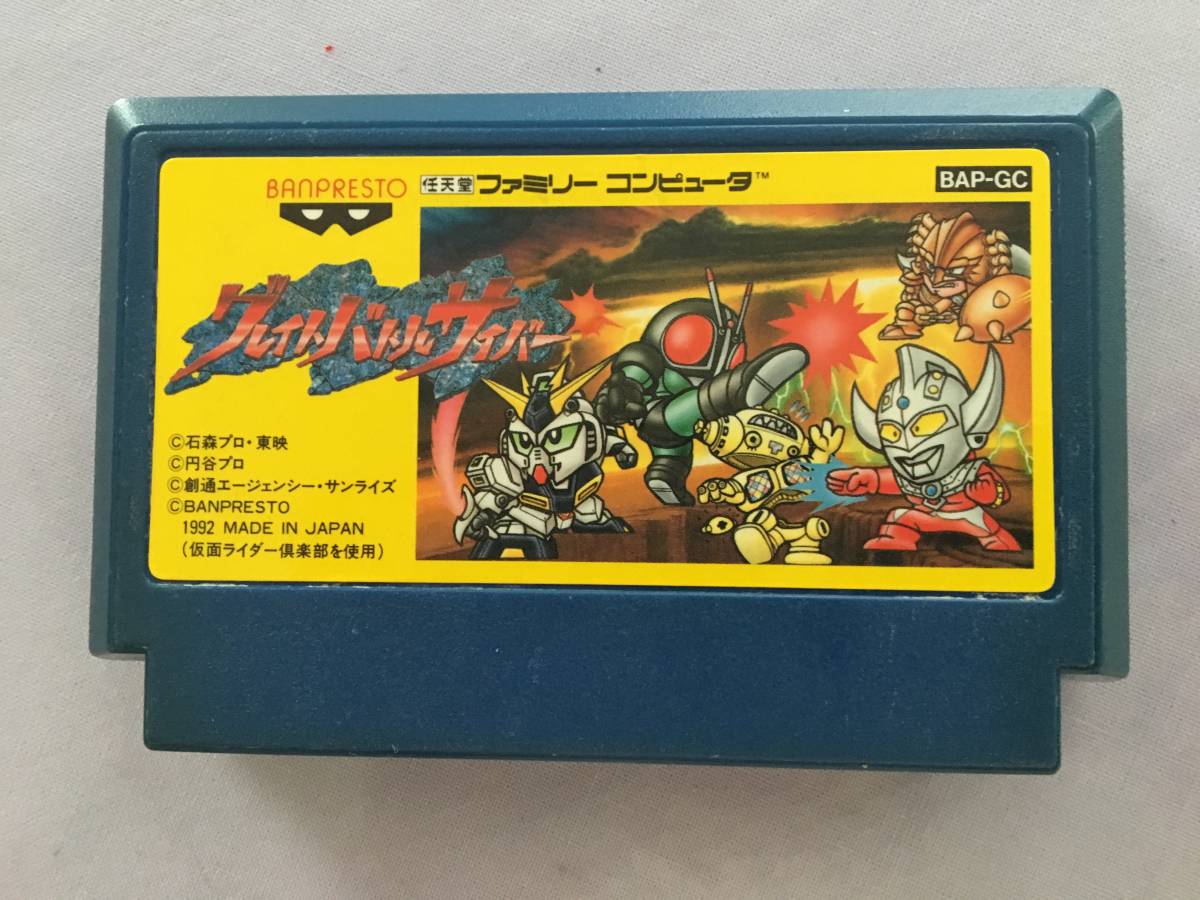 BANPRESTO
任天堂 ファミリー コンピュータ™
BAP-GC
グレイトバトルサイバー
©石森プロ・東映
©円谷プロ
©創通エージェンシー・サンライズ
©BANPRESTO
1992 MADE IN JAPAN
(仮面ライダー倶楽部を使用)